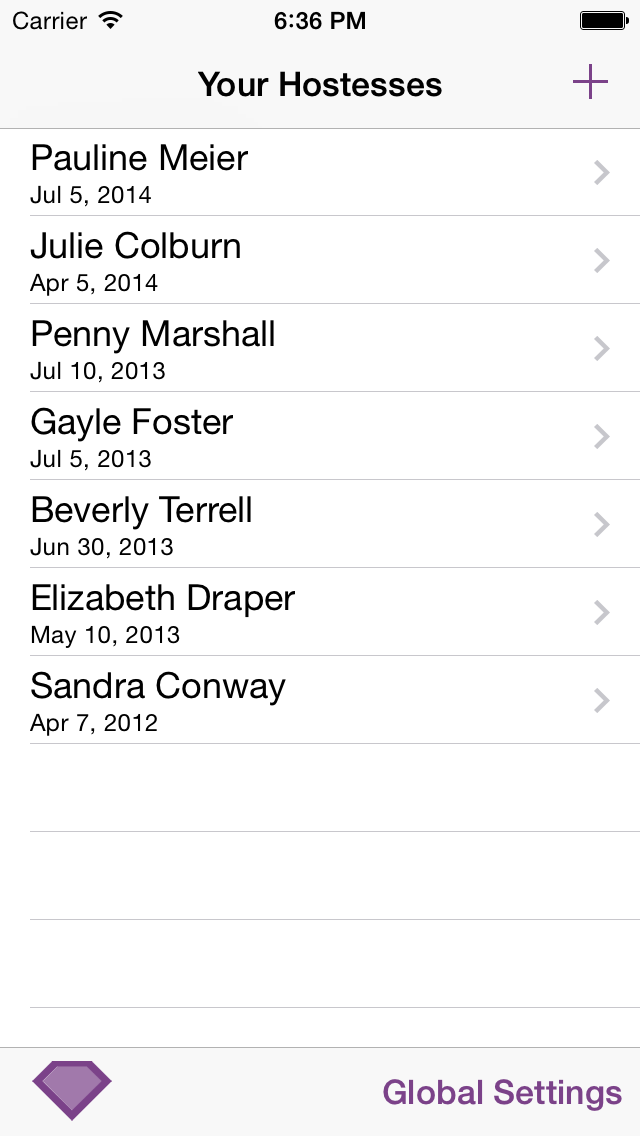 Carrier 6:36 PM
Your Hostesses
Pauline Meier
Jul 5, 2014
Julie Colburn
Apr 5, 2014
Penny Marshall
Jul 10, 2013
Gayle Foster
Jul 5, 2013
Beverly Terrell
Jun 30, 2013
Elizabeth Draper
May 10, 2013
Sandra Conway
Apr 7, 2012
Global Settings